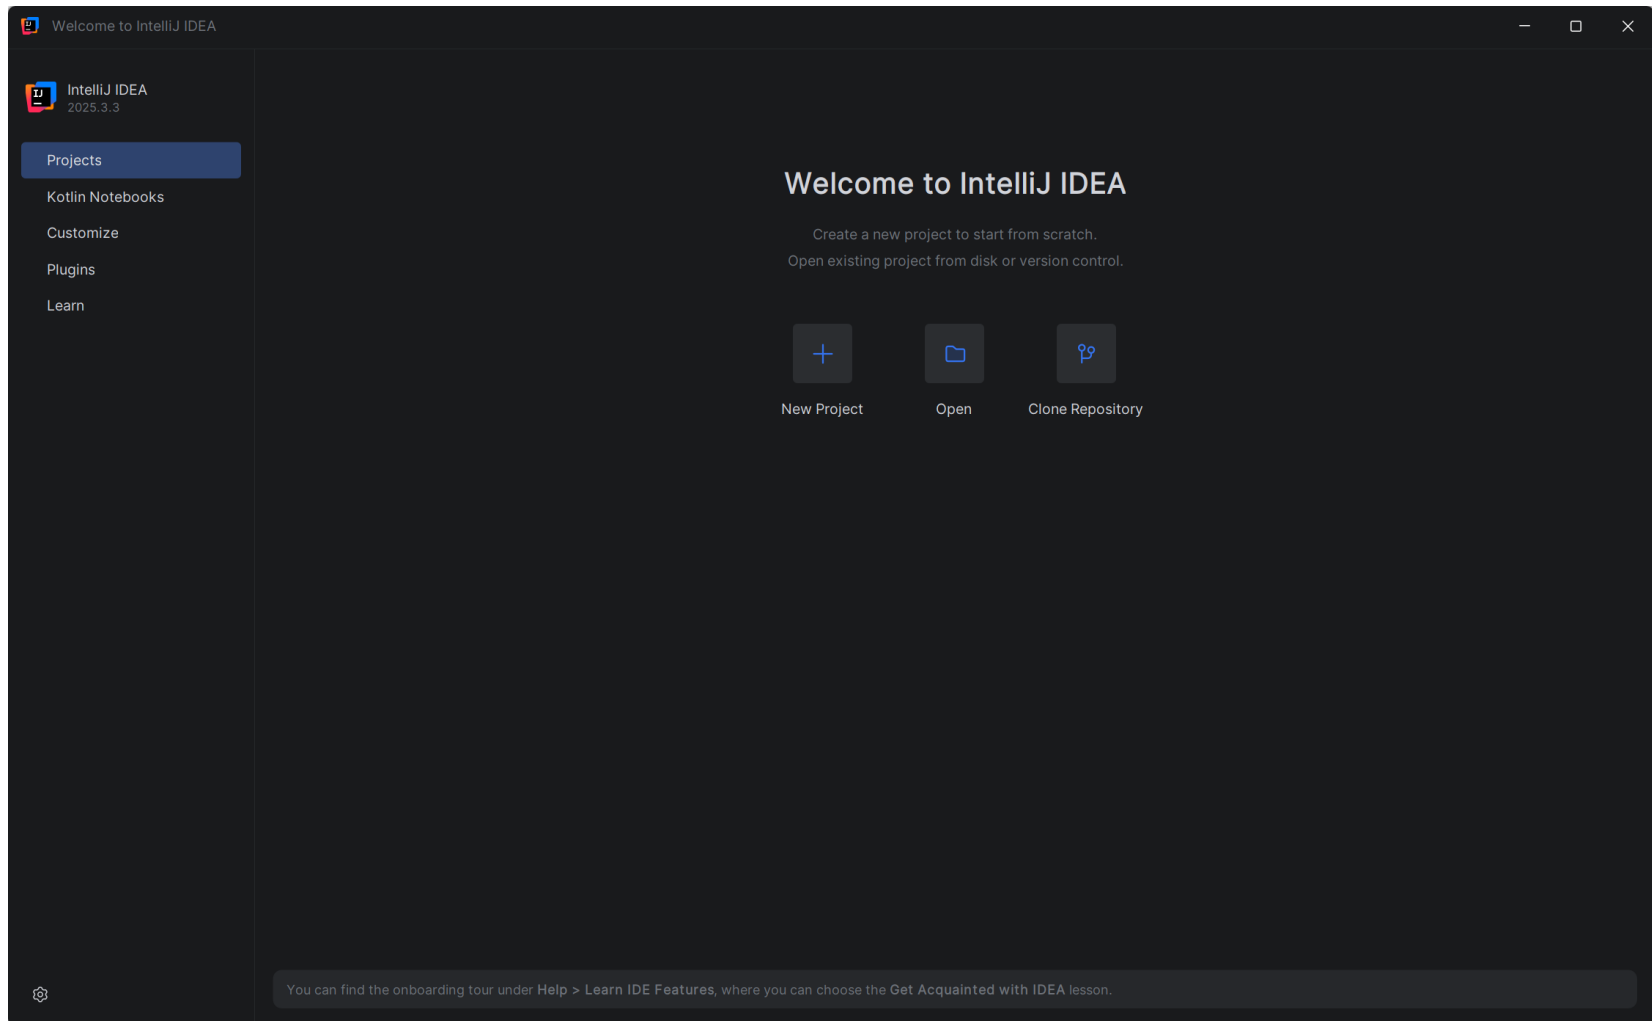 Welcome to IntelliJ IDEA
IntelliJ IDEA
2025.3.3
Projects
Kotlin Notebooks
Customize
Plugins
Learn
Welcome to IntelliJ IDEA
Create a new project to start from scratch.
Open existing project from disk or version control.
New Project
Open
Clone Repository
You can find the onboarding tour under Help > Learn IDE Features, where you can choose the Get Acquainted with IDEA lesson.